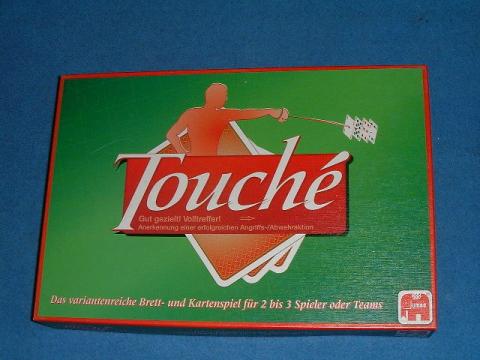 Touché
Gut gezielt! Volltreffer!
Anerkennung einer erfolgreichen Angriffs-/Abwehraktion
Das variantenreiche Brett- und Kartenspiel für 2 bis 3 Spieler oder Teams
Jumbo